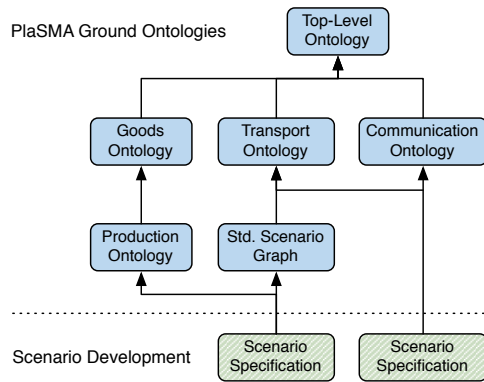 PlaSMA Ground Ontologies
Top-Level
Ontology
Goods
Ontology
Transport
Ontology
Communication
Ontology
Production
Ontology
Std. Scenario
Graph
Scenario Development
Scenario
Specification
Scenario
Specification